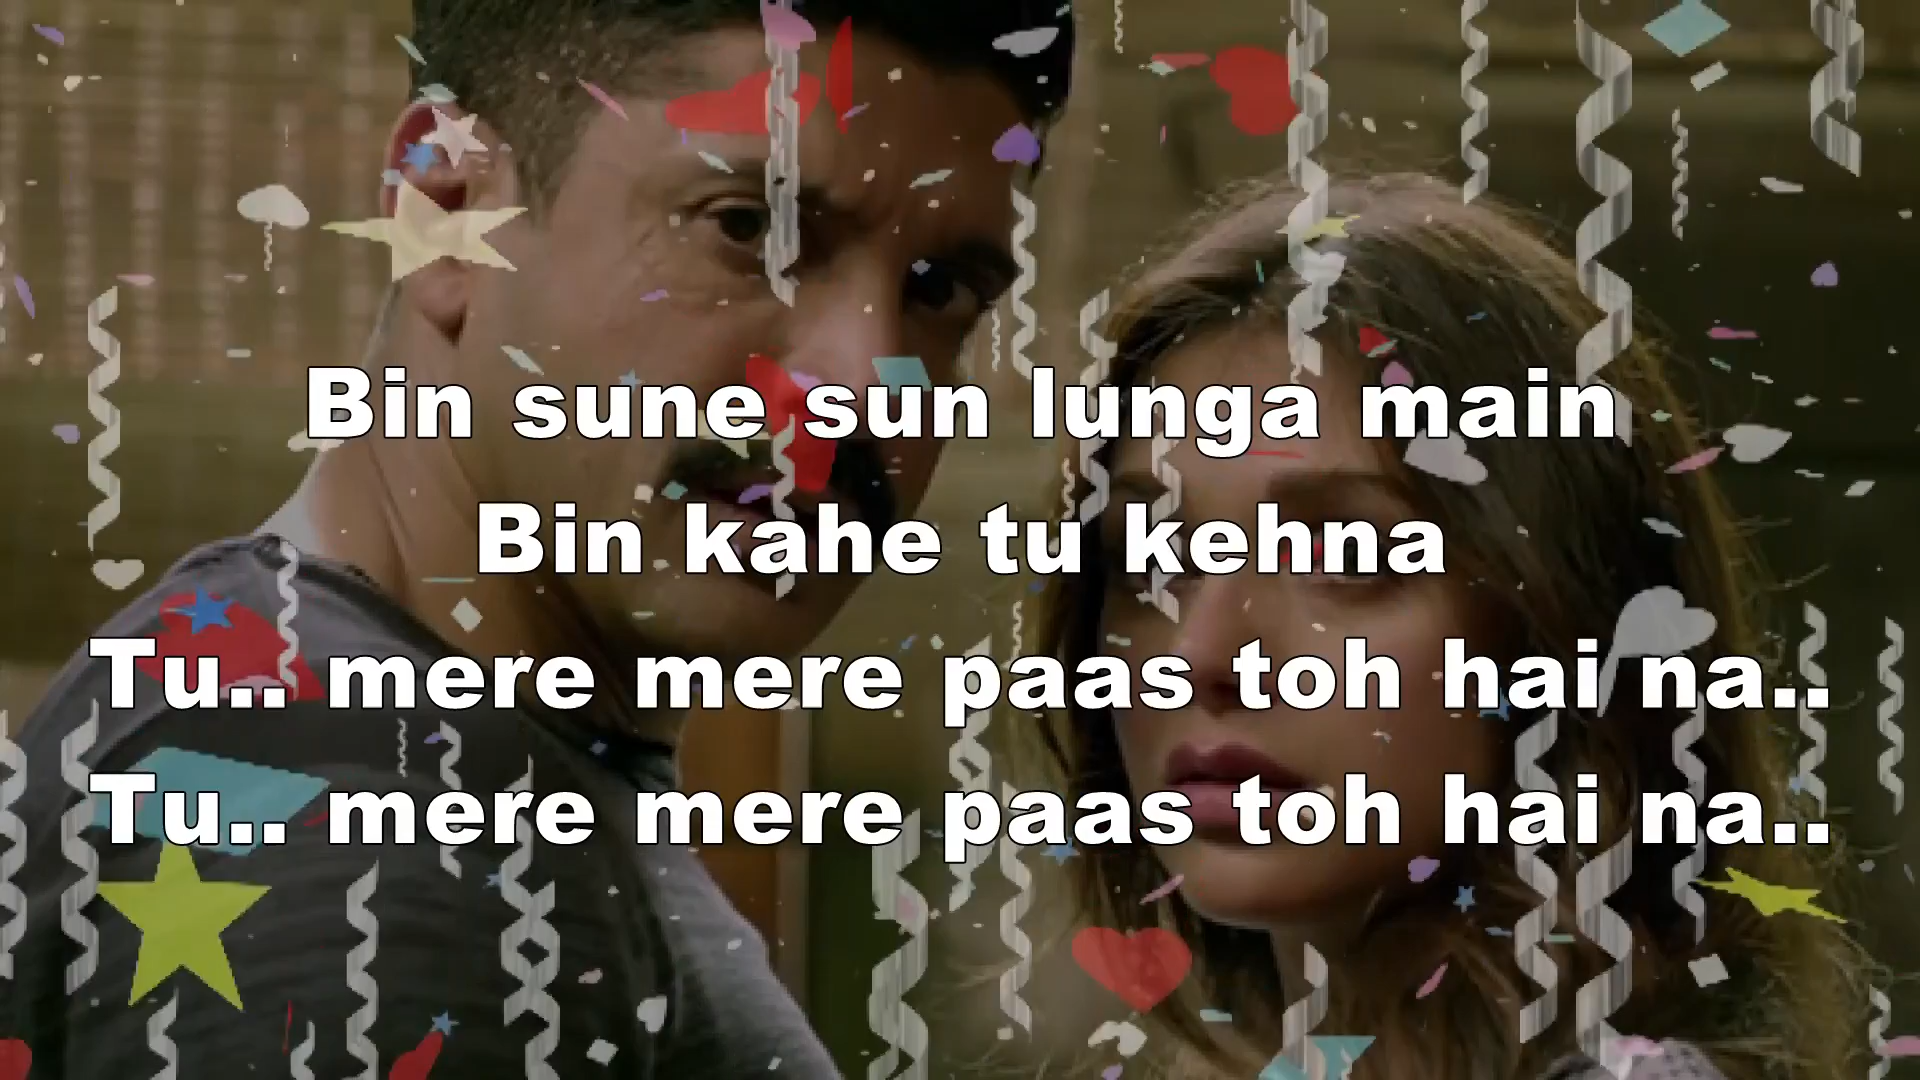 Bin sune sun lunga main
Bin kahe tu kehna
Tu.. mere mere paas toh hai na..
Tu.. mere mere paas toh hai na..